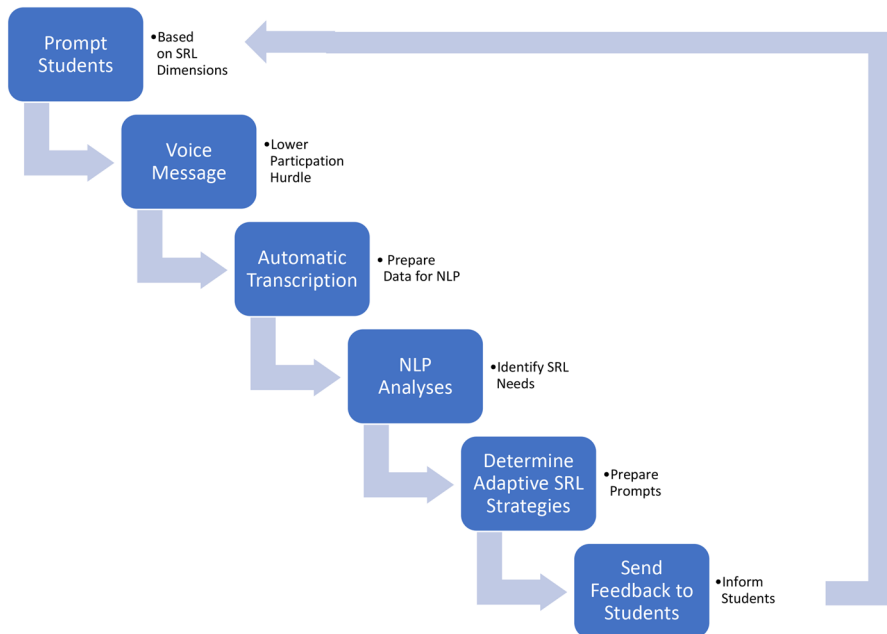 Prompt
Students
•Based
on SRL
Dimensions
Voice
Message
•Lower
Particpation
Hurdle
Automatic
Transcription
• Prepare
Data for NLP
NLP
Analyses
•Identify SRL
Needs
Determine
Adaptive SRL
Strategies
•Prepare
Prompts
Send
Feedback to
Students
•Inform
Students